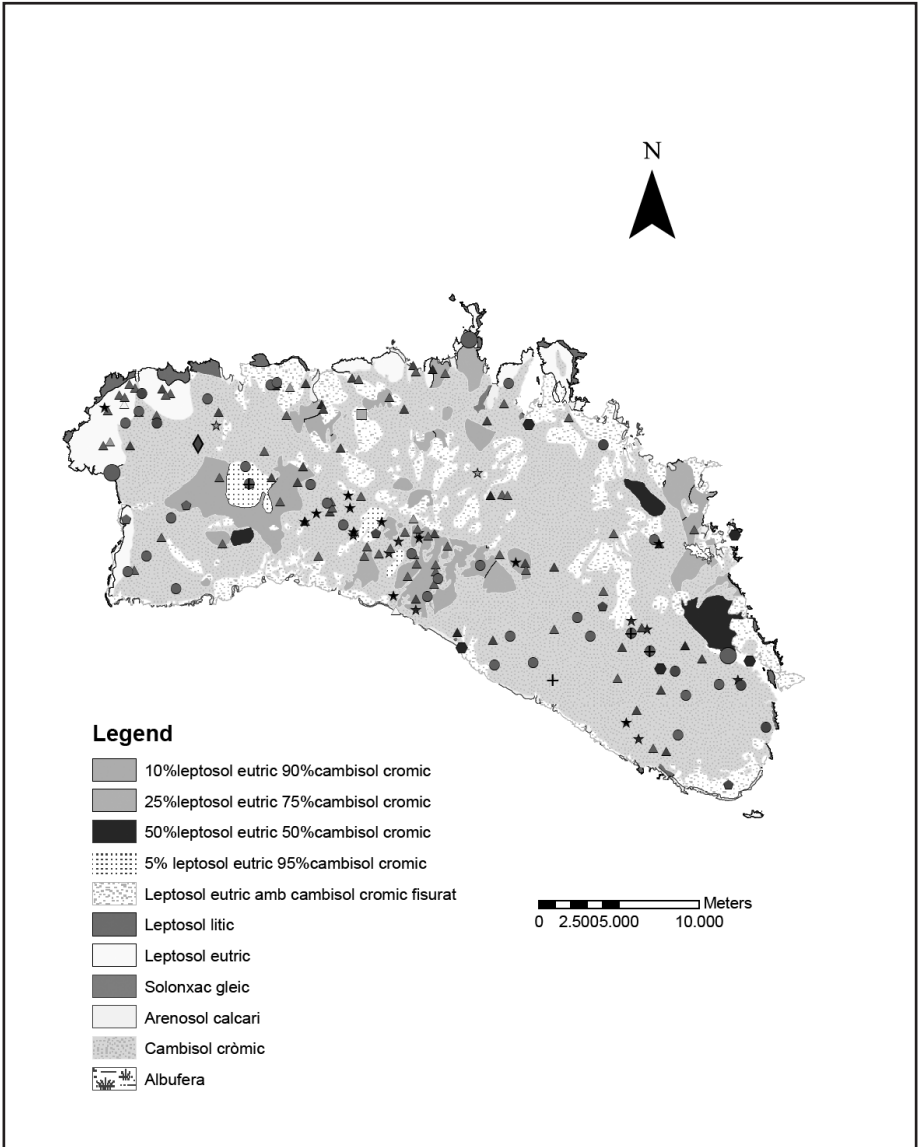 N
Legend
10%leptosol eutric 90%cambisol cromic
25%leptosol eutric 75%cambisol cromic
50%leptosol eutric 50%cambisol cromic
5% leptosol eutric 95%cambisol cromic
Leptosol eutric amb cambisol cromic fisurat
Leptosol litic
Leptosol eutric
Solonxac gleic
Arenosol calcari
Cambisol cròmic
Albufera
Meters
0 2.5005.000 10.000